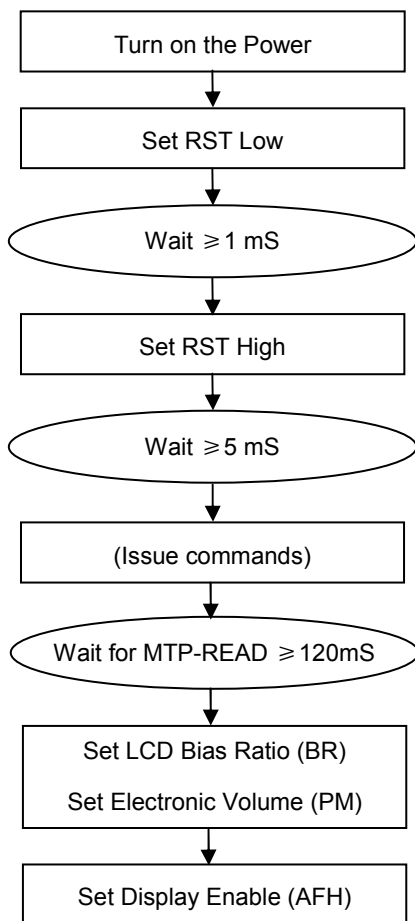 Turn on the Power
Set RST Low
Wait ≥1 mS
Set RST High
Wait ≥5 mS
(Issue commands)
Wait for MTP-READ ≥120mS
Set LCD Bias Ratio (BR)
Set Electronic Volume (PM)
Set Display Enable (AFH)